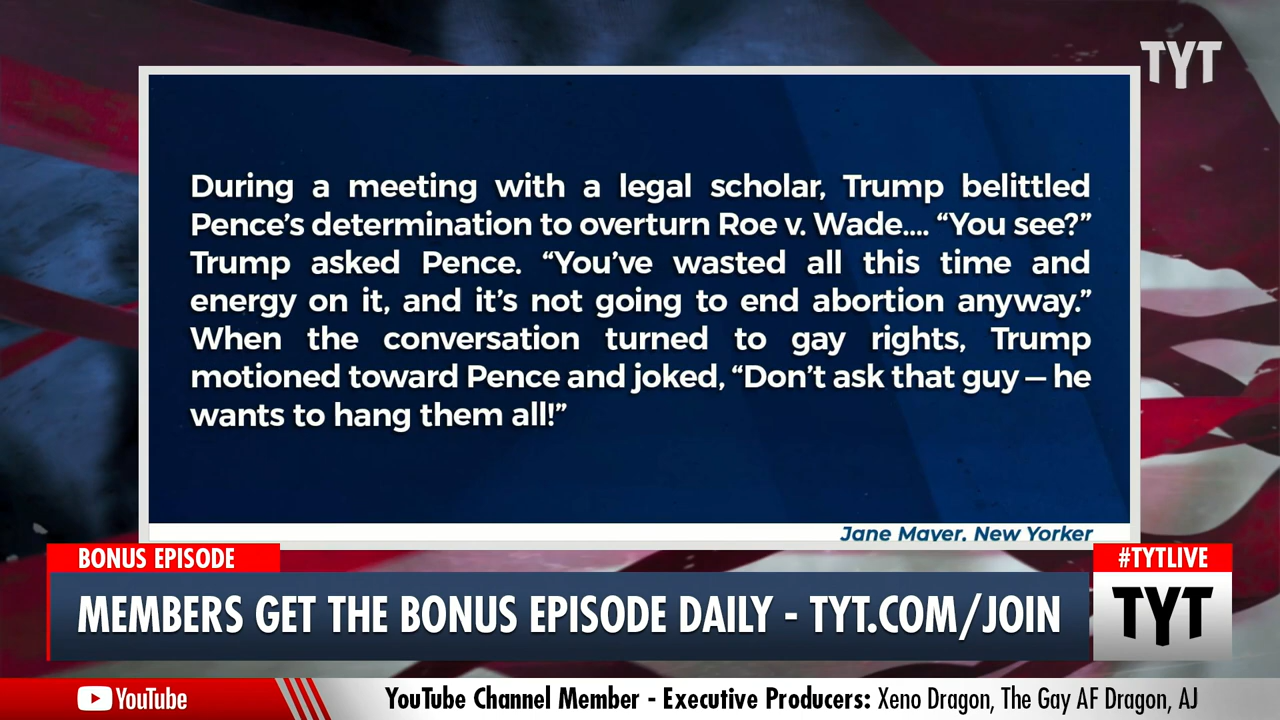 TYT
During a meeting with a legal scholar, Trump belittled
Pence’s determination to overturn Roe v. Wade.... “You see?”
Trump asked Pence. “You’ve wasted all this time and
energy on it, and it’s not going to end abortion anyway.”
When the conversation turned to gay rights, Trump
motioned toward Pence and joked, “Don’t ask that guy — he
wants to hang them all!”
Jane Mayer, New Yorker
BONUS EPISODE
#TYTLIVE
MEMBERS GET THE BONUS EPISODE DAILY - TYT.COM/JOIN
TYT
YouTube
YouTube Channel Member - Executive Producers: Xeno Dragon, The Gay AF Dragon, AJ